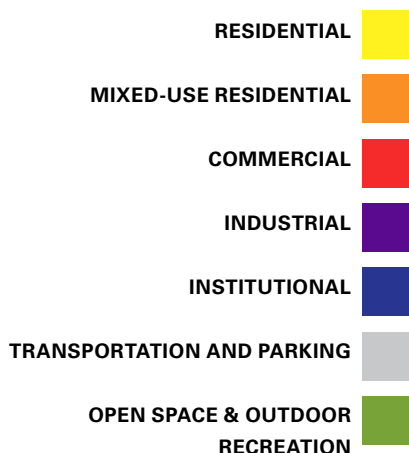 RESIDENTIAL
MIXED-USE RESIDENTIAL
COMMERCIAL
INDUSTRIAL
INSTITUTIONAL
TRANSPORTATION AND PARKING
OPEN SPACE & OUTDOOR
RECREATION